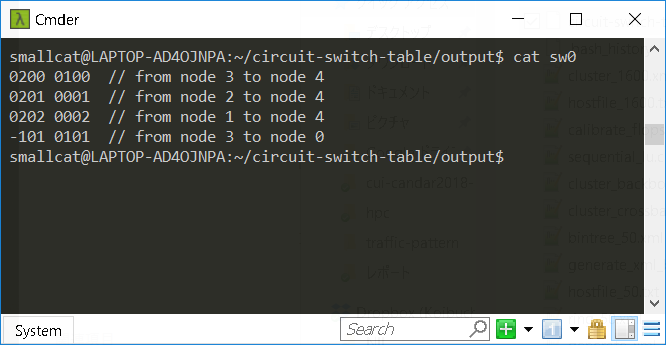 Cmder
smallcat@LAPTOP-AD4OJNPA:~/circuit-switch-table/output$ cat sw0
0200 0100  // from node 3 to node 4
0201 0001  // from node 2 to node 4
0202 0002  // from node 1 to node 4
-101 0101  // from node 3 to node 0
smallcat@LAPTOP-AD4OJNPA:~/circuit-switch-table/output$
System
Search